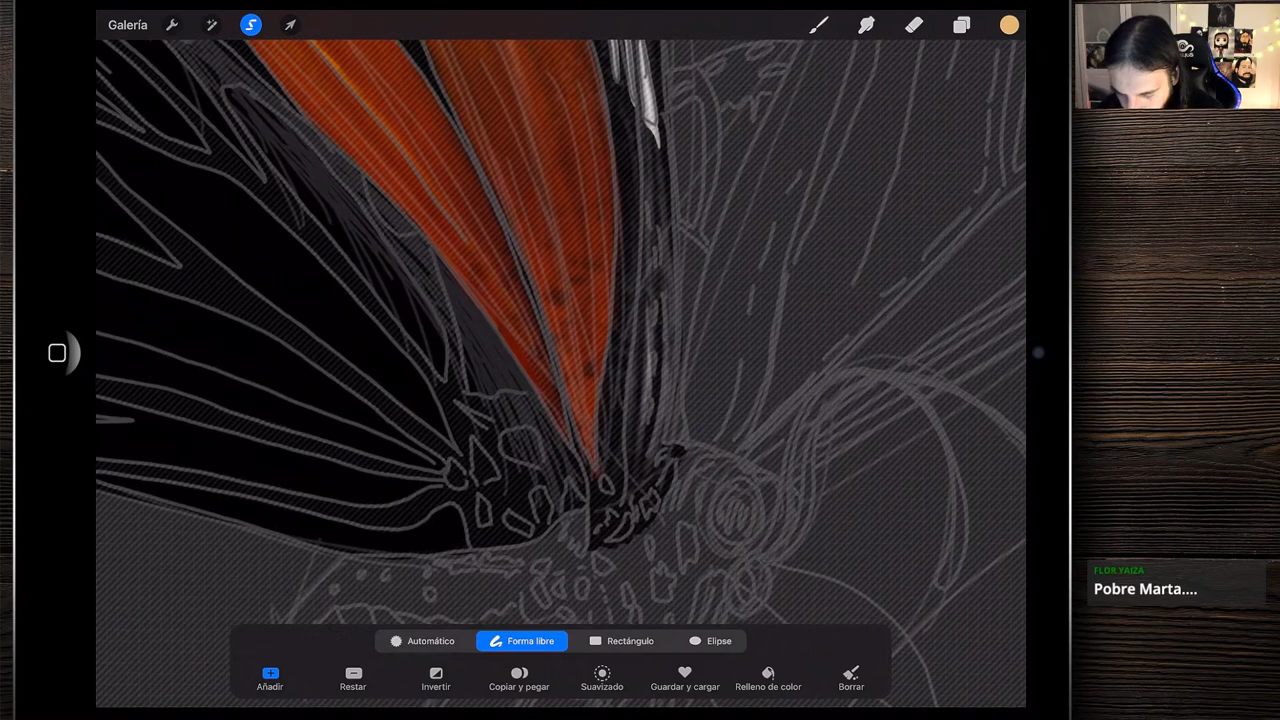 Galería
Automático
Forma libre
Rectángulo
Elipse
Añadir
Restar
Invertir
Copiar y pegar
Suavizado
Guardar y cargar
Relleno de color
Borrar
FLOR YAIZA
Pobre Marta....